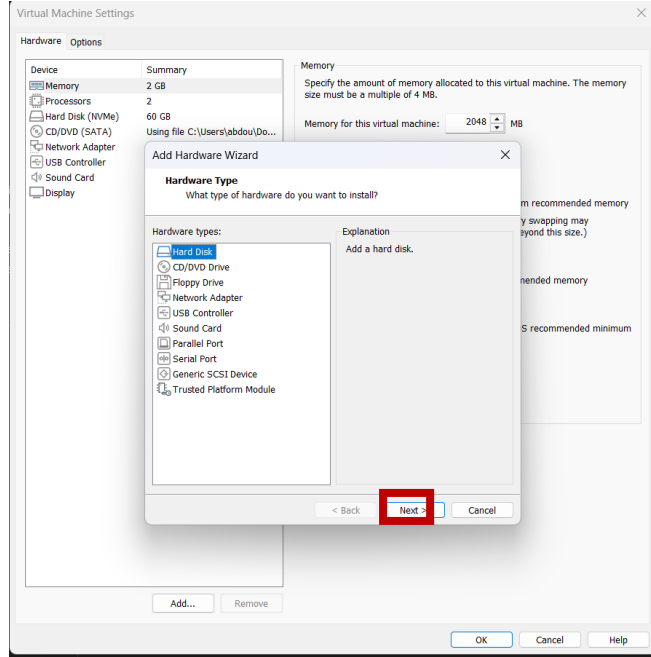 Virtual Machine Settings
Hardware Options
Device Summary
Memory 2 GB
Processors 2
Hard Disk (NVMe) 60 GB
CD/DVD (SATA) Using file C:\Users\abdou\Do...
Network Adapter
USB Controller
Sound Card
Display
Memory
Specify the amount of memory allocated to this virtual machine. The memory
size must be a multiple of 4 MB.
Memory for this virtual machine: 2048 MB
m recommended memory
y swapping may
eyond this size.)
mended memory
S recommended minimum
Add Hardware Wizard
Hardware Type
What type of hardware do you want to install?
Hardware types:
Hard Disk
CD/DVD Drive
Floppy Drive
Network Adapter
USB Controller
Sound Card
Parallel Port
Serial Port
Generic SCSI Device
Trusted Platform Module
Explanation
Add a hard disk.
< Back Next > Cancel
Add... Remove
OK Cancel Help